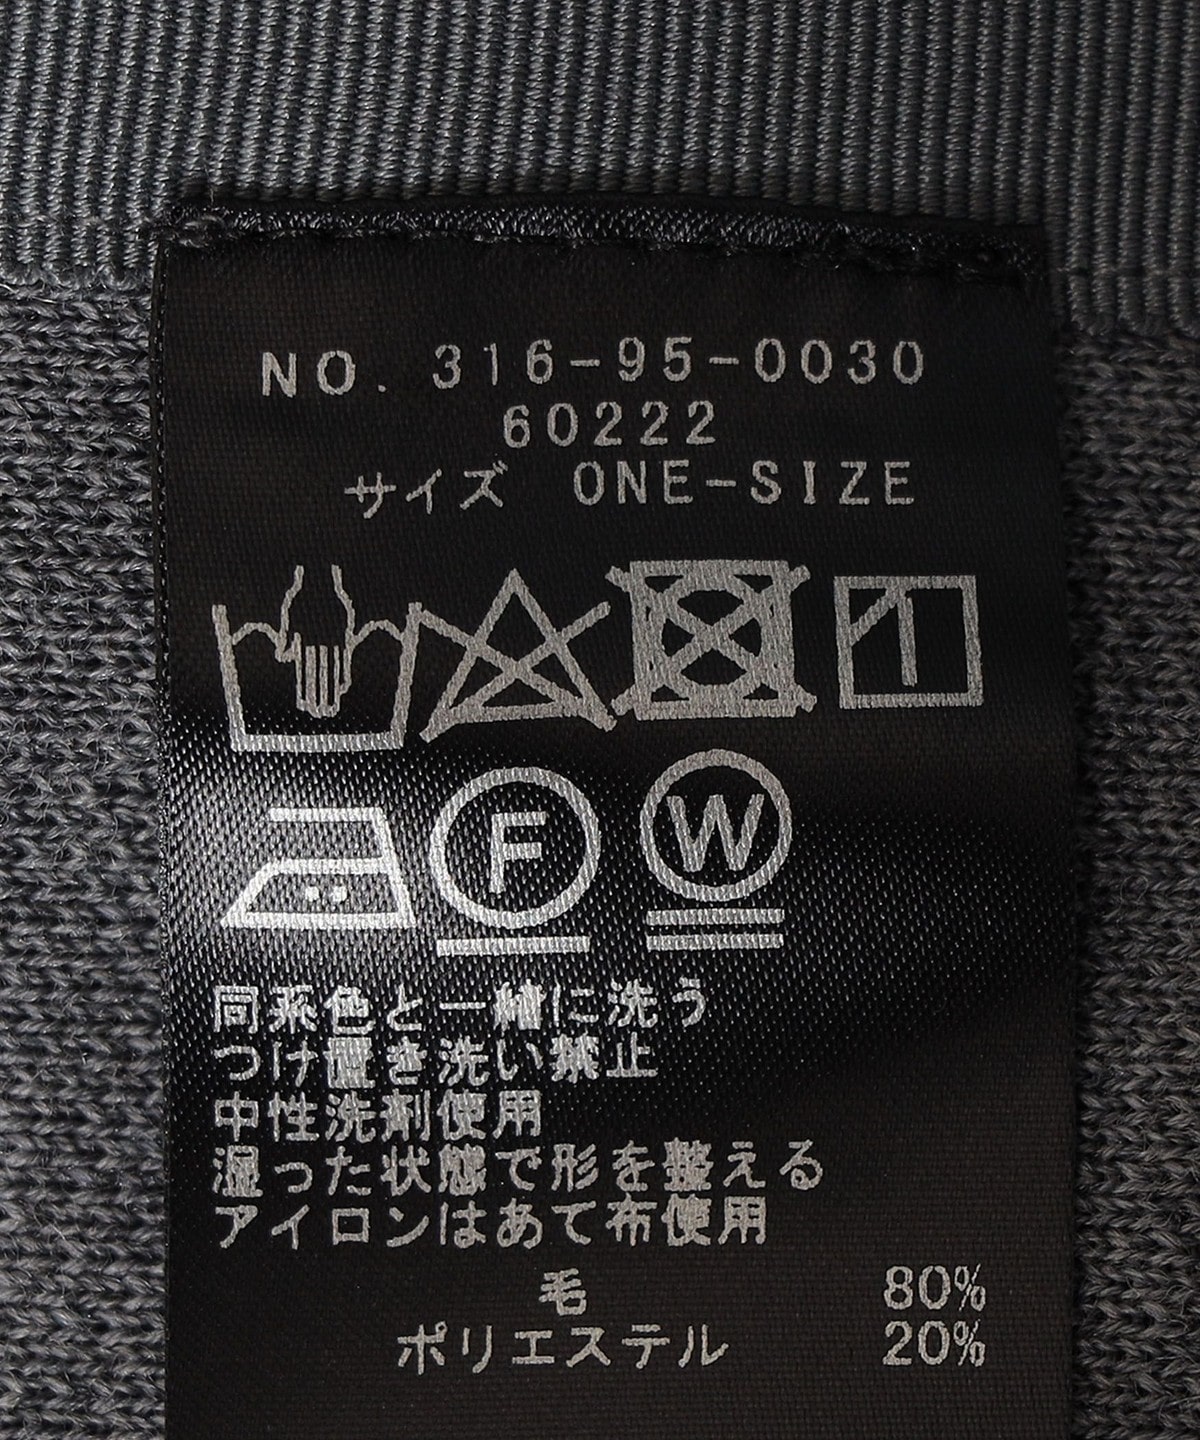 NO. 316-95-0030
60222
サイズ ONE-SIZE
F W
同系色と一緒に洗う
つけ置き洗い禁止
中性洗剤使用
湿った状態で形を整える
アイロンはあて布使用
毛 80%
ポリエステル 20%